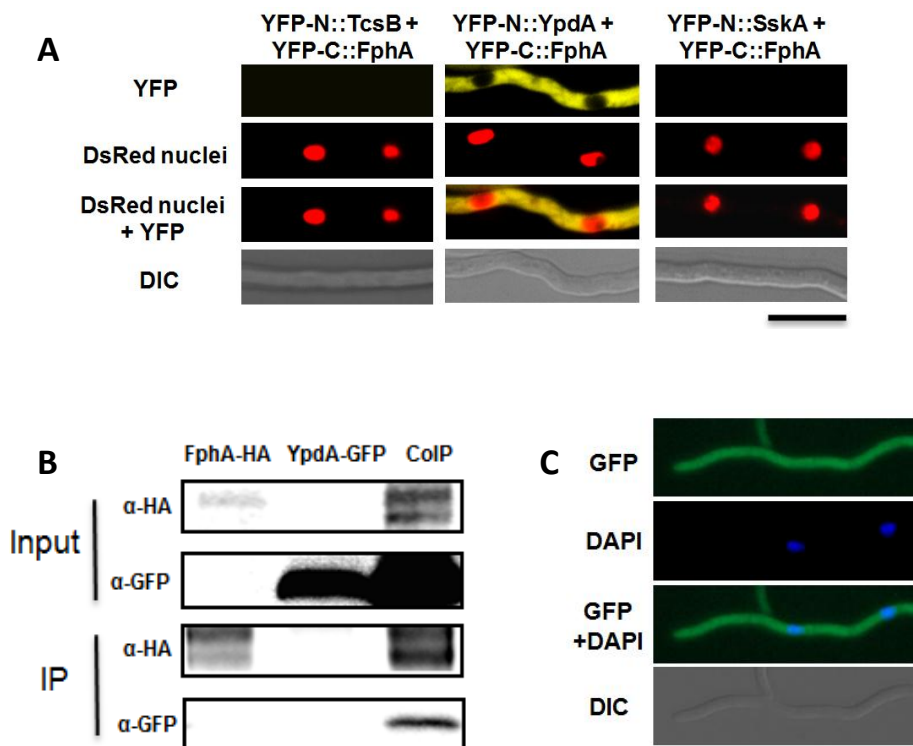 A
YFP-N::TcsB +
YFP-C::FphA
YFP-N::YpdA +
YFP-C::FphA
YFP-N::SskA +
YFP-C::FphA
YFP
DsRed nuclei
DsRed nuclei
+ YFP
DIC
B
FphA-HA YpdA-GFP CoIP
Input
α-HA
α-GFP
IP
α-HA
α-GFP
C
GFP
DAPI
GFP
+DAPI
DIC